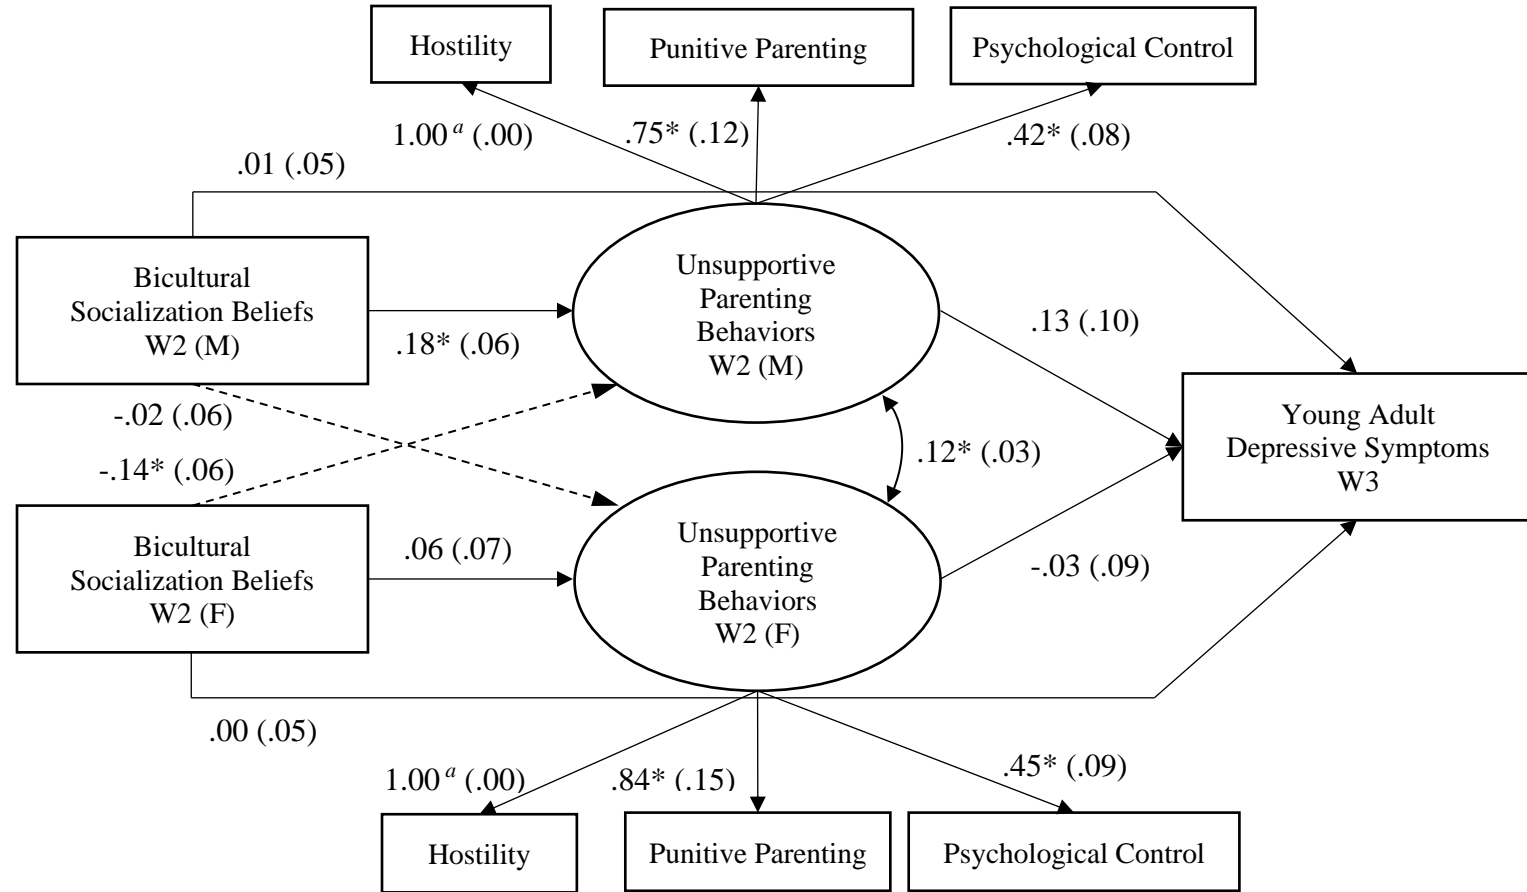 Hostility
Punitive Parenting
Psychological Control
1.00 a (.00)
.75* (.12)
.42* (.08)
.01 (.05)
Bicultural
Socialization Beliefs
W2 (M)
.18* (.06)
Unsupportive
Parenting
Behaviors
W2 (M)
.13 (.10)
-.02 (.06)
-.14* (.06)
.12* (.03)
Young Adult
Depressive Symptoms
W3
Bicultural
Socialization Beliefs
W2 (F)
.06 (.07)
Unsupportive
Parenting
Behaviors
W2 (F)
-.03 (.09)
.00 (.05)
1.00 a (.00)
.84* (.15)
.45* (.09)
Hostility
Punitive Parenting
Psychological Control